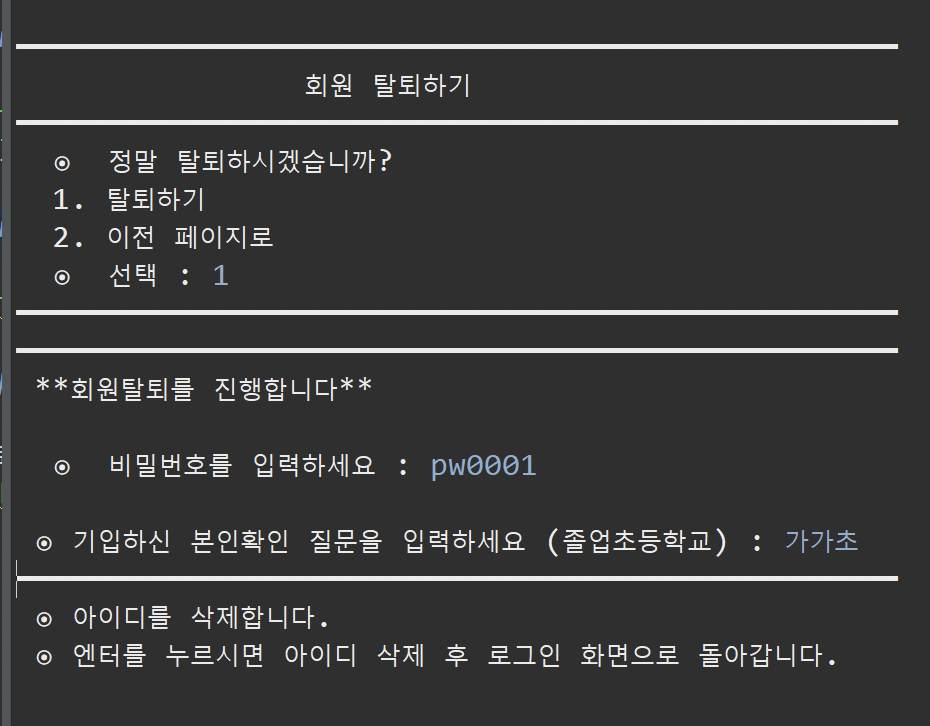 회원 탈퇴하기
⊙ 정말 탈퇴하시겠습니까?
1. 탈퇴하기
2. 이전 페이지로
⊙ 선택 : 1
**회원탈퇴를 진행합니다**
⊙ 비밀번호를 입력하세요 : pw0001
⊙ 기입하신 본인확인 질문을 입력하세요 (졸업초등학교) : 가가초
⊙ 아이디를 삭제합니다.
⊙ 엔터를 누르시면 아이디 삭제 후 로그인 화면으로 돌아갑니다.